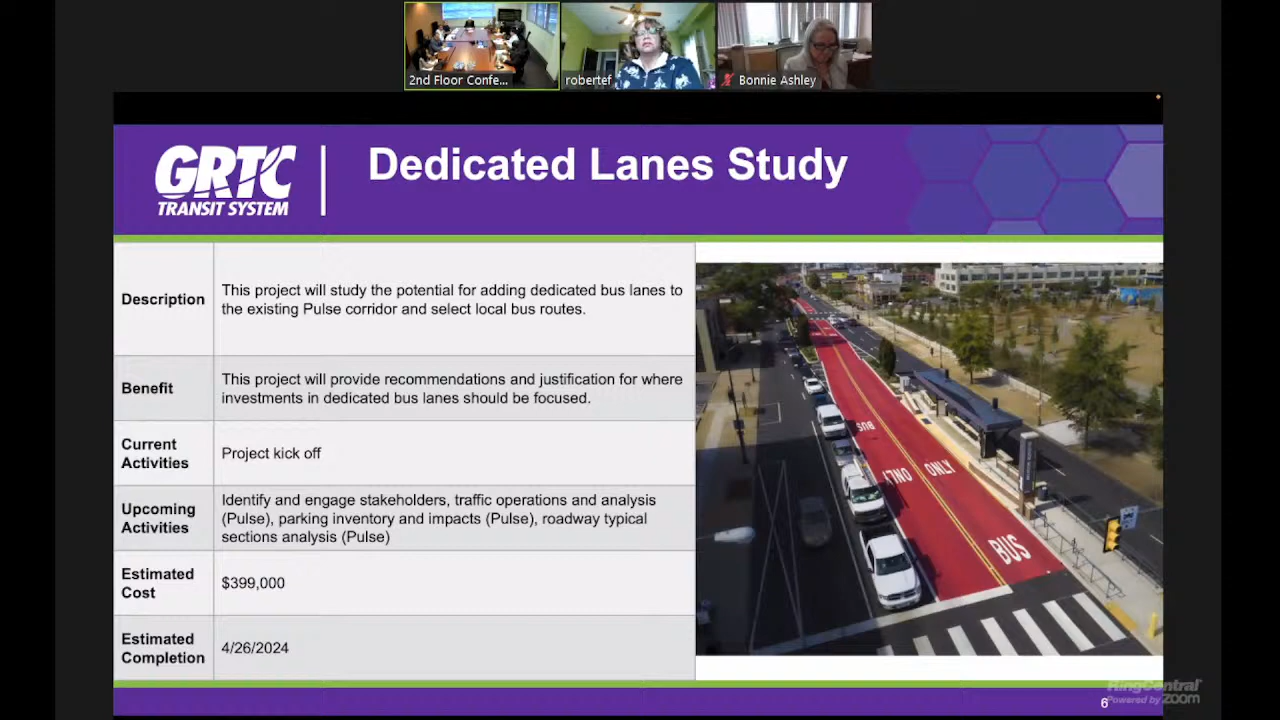 2nd Floor Confe...
robertef
Bonnie Ashley
GRTC
TRANSIT SYSTEM
Dedicated Lanes Study
Description
This project will study the potential for adding dedicated bus lanes to
the existing Pulse corridor and select local bus routes.
Benefit
This project will provide recommendations and justification for where
investments in dedicated bus lanes should be focused.
Current
Activities
Project kick off
Upcoming
Activities
Identify and engage stakeholders, traffic operations and analysis
(Pulse), parking inventory and impacts (Pulse), roadway typical
sections analysis (Pulse)
Estimated
Cost
$399,000
Estimated
Completion
4/26/2024
BUS
ONLY
ONLY
BUS
6
RingCentral
Powered by zoom